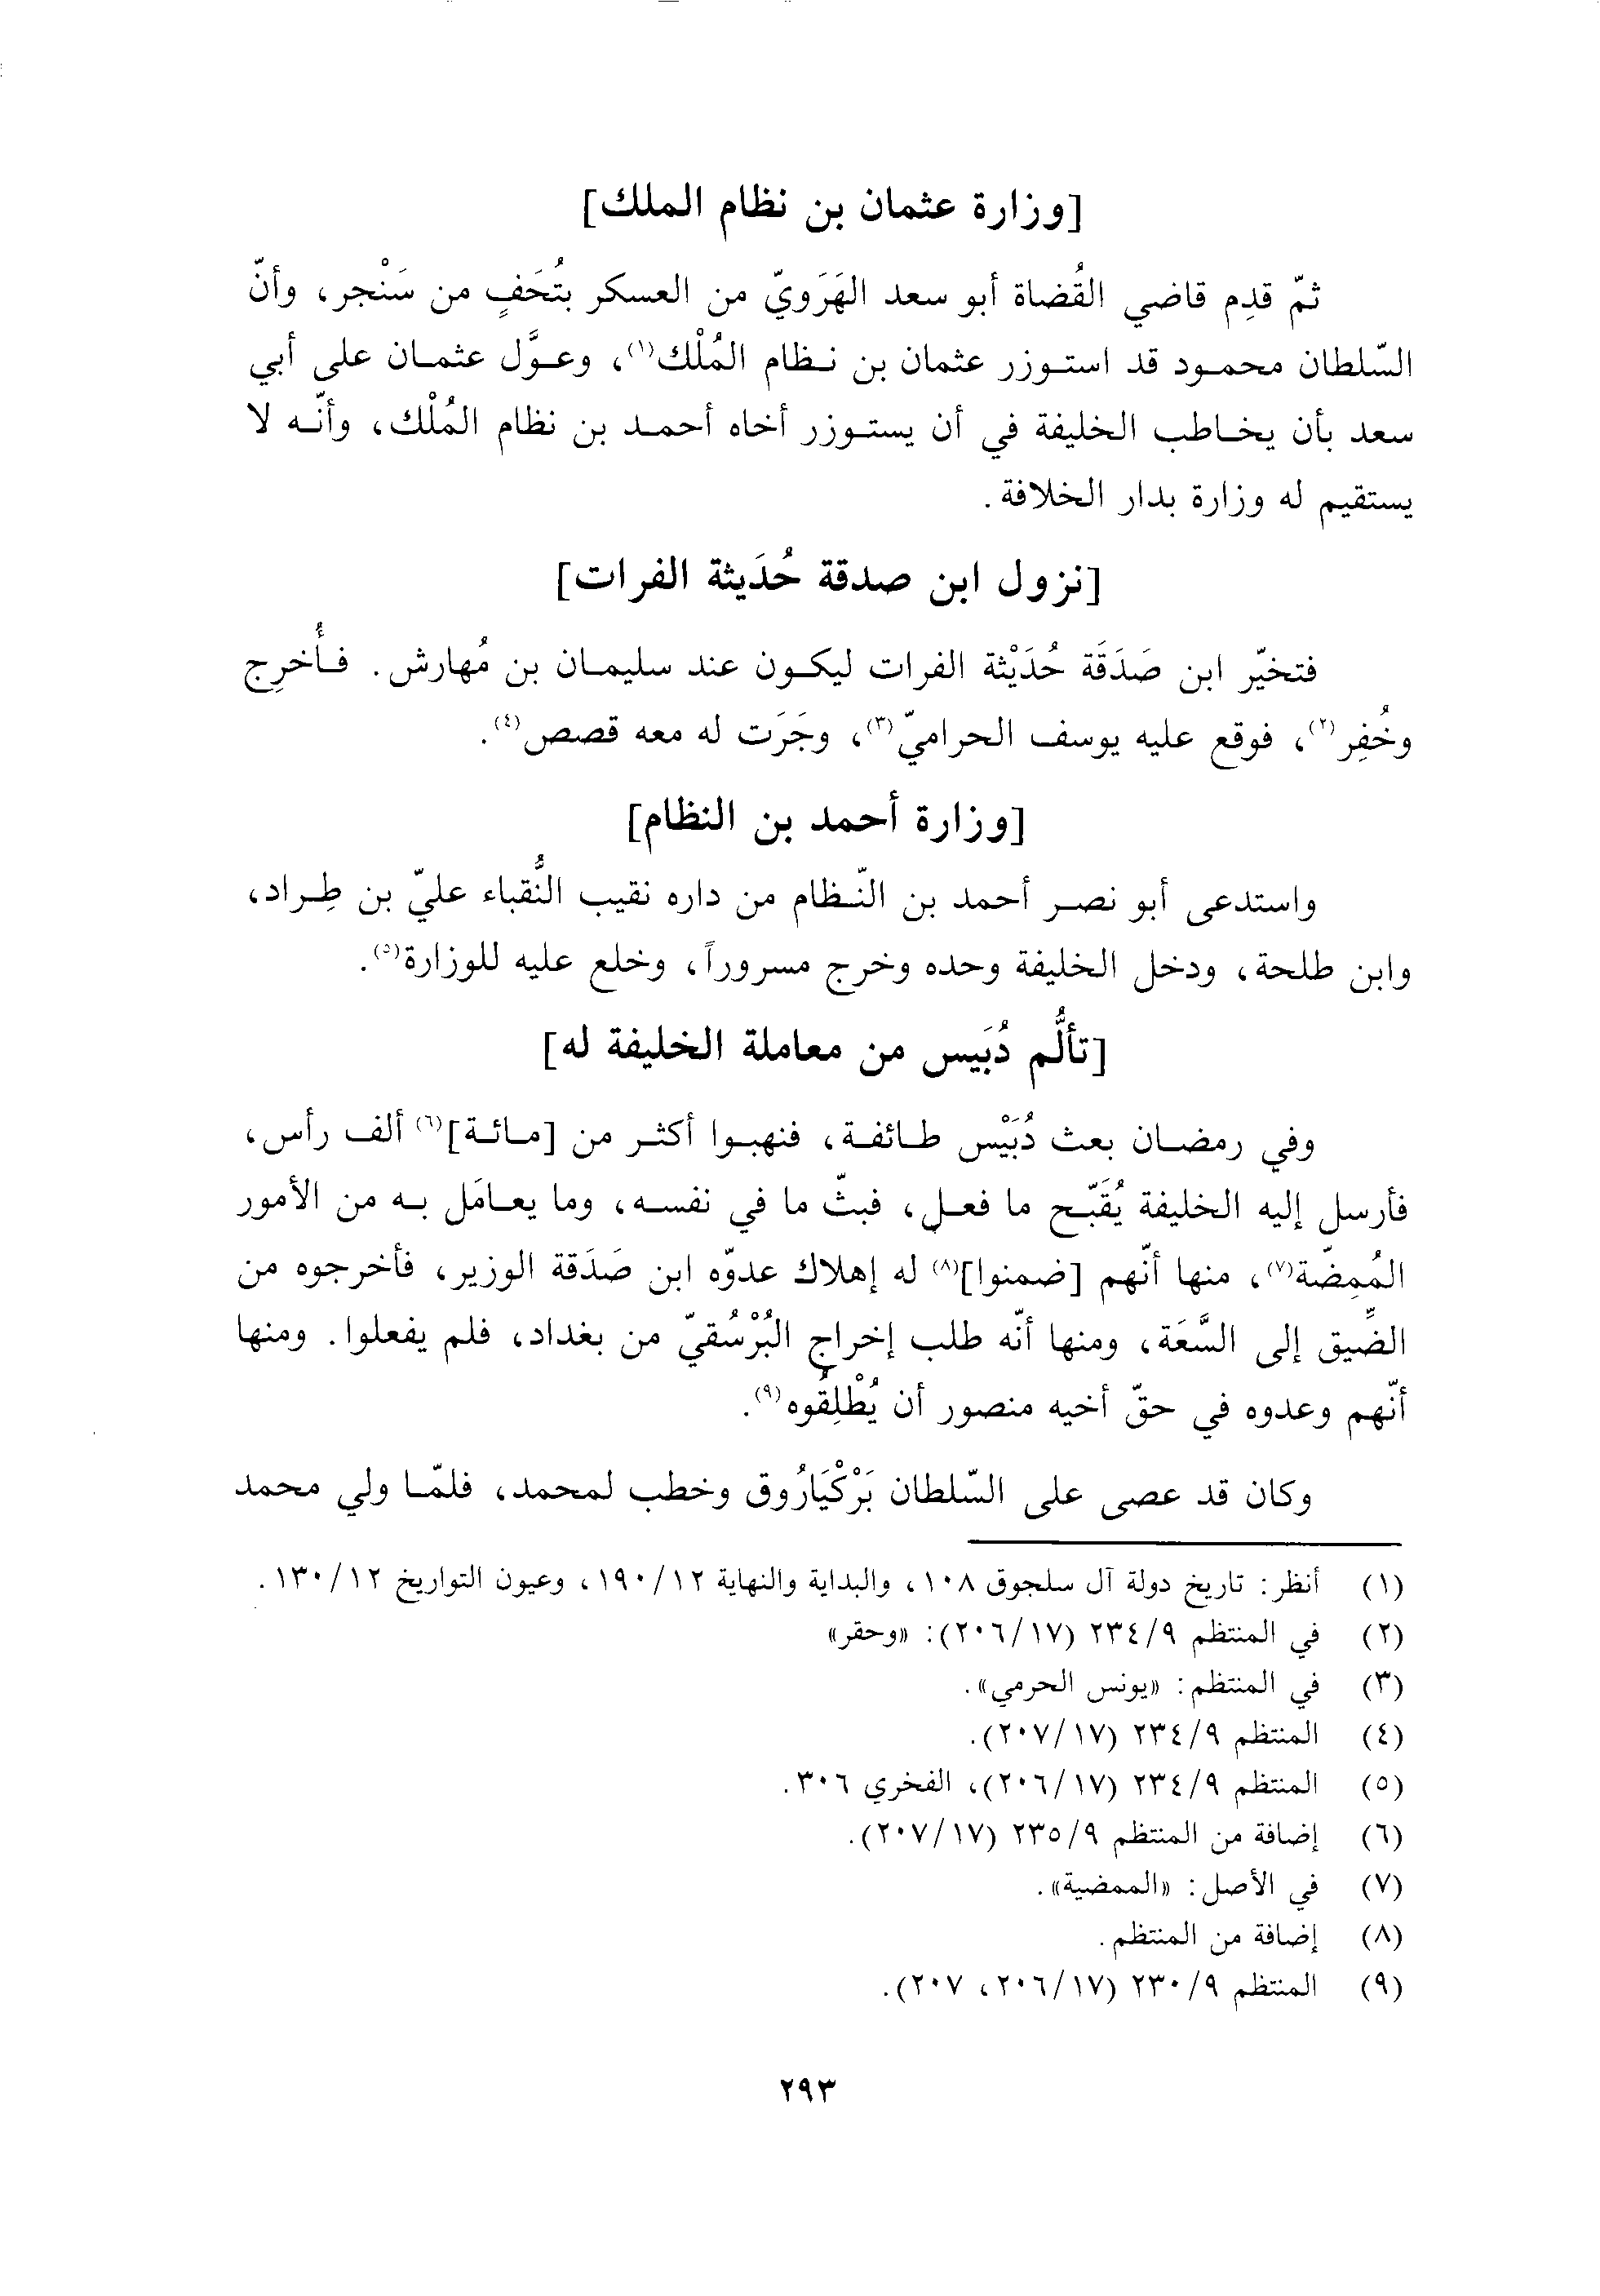 [وزارة عثمان بن نظام الملك]
ثمّ قدِم قاضي القُضاة أبو سعد الهَرَويّ من العسكر بتُحَفٍ من سَنْجر، وأنّ
السّلطان محمود قد استوزر عثمان بن نظام المُلْك(١)، وعوَّل عثمان على أبي
سعد بأن يخاطب الخليفة في أن يستوزر أخاه أحمد بن نظام المُلْك، وأنّه لا
يستقيم له وزارة بدار الخلافة.
[نزول ابن صدقة حُدَيثة الفرات]
فتخيّر ابن صَدَقَة حُدَيْثة الفرات ليكون عند سليمان بن مُهارش. فأُخرِج
وخُفِر(٢)، فوقع عليه يوسف الحراميّ(٣)، وجَرَت له معه قصص(٤).
[وزارة أحمد بن النظام]
واستدعى أبو نصر أحمد بن النّظام من داره نقيب النُّقباء عليّ بن طِراد،
وابن طلحة، ودخل الخليفة وحده وخرج مسروراً، وخلع عليه للوزارة(٥).
[تألُّم دُبَيس من معاملة الخليفة له]
وفي رمضان بعث دُبَيْس طائفة، فنهبوا أكثر من [مائة](٦) ألف رأس،
فأرسل إليه الخليفة يُقَبّح ما فعل، فبثّ ما في نفسه، وما يعامَل به من الأمور
المُمِضّة(٧)، منها أنّهم [ضمنوا](٨) له إهلاك عدوّه ابن صَدَقة الوزير، فأخرجوه من
الضِّيق إلى السَّعَة، ومنها أنّه طلب إخراج البُرْسُقيّ من بغداد، فلم يفعلوا. ومنها
أنّهم وعدوه في حقّ أخيه منصور أن يُطْلِقُوه(٩).
وكان قد عصى على السّلطان بَرْكْيَارُوق وخطب لمحمد، فلمّا ولي محمد
(١) أنظر: تاريخ دولة آل سلجوق ١٠٨، والبداية والنهاية ١٩٠/١٢، وعيون التواريخ ١٣٠/١٢.
(٢) في المنتظم ٢٣٤/٩ (٢٠٦/١٧): «وحقر»
(٣) في المنتظم: «يونس الحرمي».
(٤) المنتظم ٢٣٤/٩ (٢٠٧/١٧).
(٥) المنتظم ٢٣٤/٩ (٢٠٦/١٧)، الفخري ٣٠٦.
(٦) إضافة من المنتظم ٢٣٥/٩ (٢٠٧/١٧).
(٧) في الأصل: «الممضية».
(٨) إضافة من المنتظم.
(٩) المنتظم ٢٣٠/٩ (٢٠٦/١٧، ٢٠٧).
٢٩٣